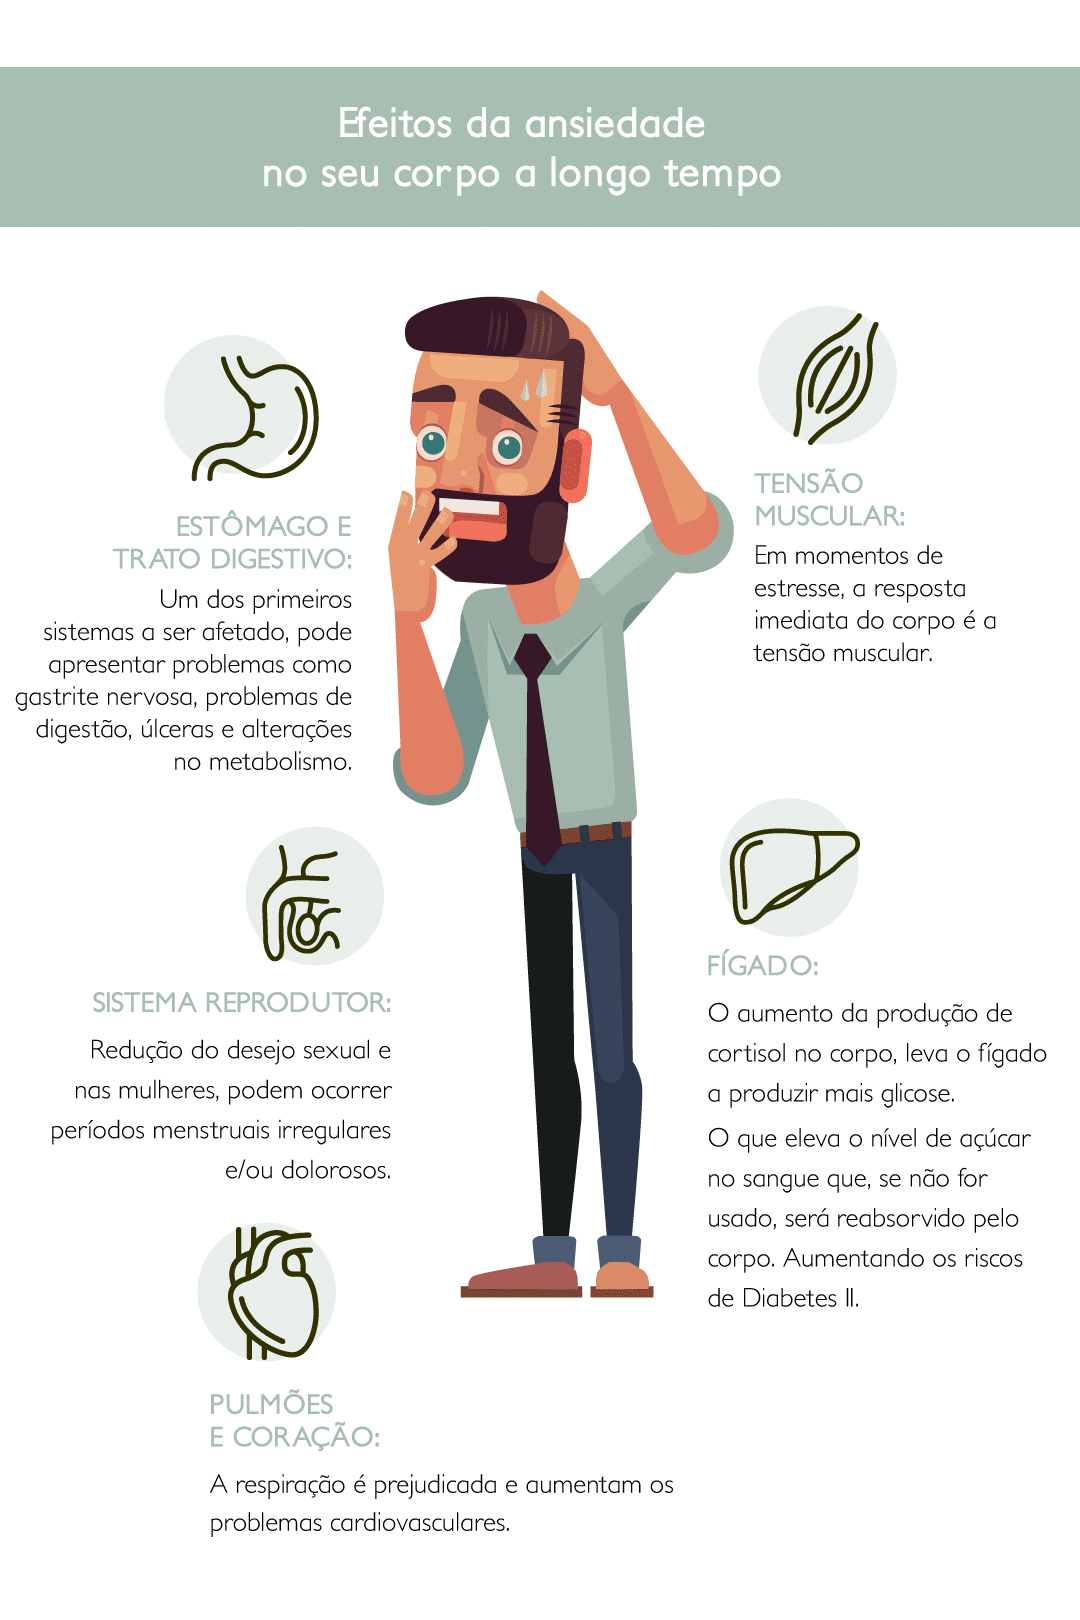 Efeitos da ansiedade
no seu corpo a longo tempo
ESTÔMAGO E
TRATO DIGESTIVO:
Um dos primeiros
sistemas a ser afetado, pode
apresentar problemas como
gastrite nervosa, problemas de
digestão, úlceras e alterações
no metabolismo.
TENSÃO
MUSCULAR:
Em momentos de
estresse, a resposta
imediata do corpo é a
tensão muscular.
SISTEMA REPRODUTOR:
Redução do desejo sexual e
nas mulheres, podem ocorrer
períodos menstruais irregulares
e/ou dolorosos.
FÍGADO:
O aumento da produção de
cortisol no corpo, leva o fígado
a produzir mais glicose.
O que eleva o nível de açúcar
no sangue que, se não for
usado, será reabsorvido pelo
corpo. Aumentando os riscos
de Diabetes II.
PULMÕES
E CORAÇÃO:
A respiração é prejudicada e aumentam os
problemas cardiovasculares.